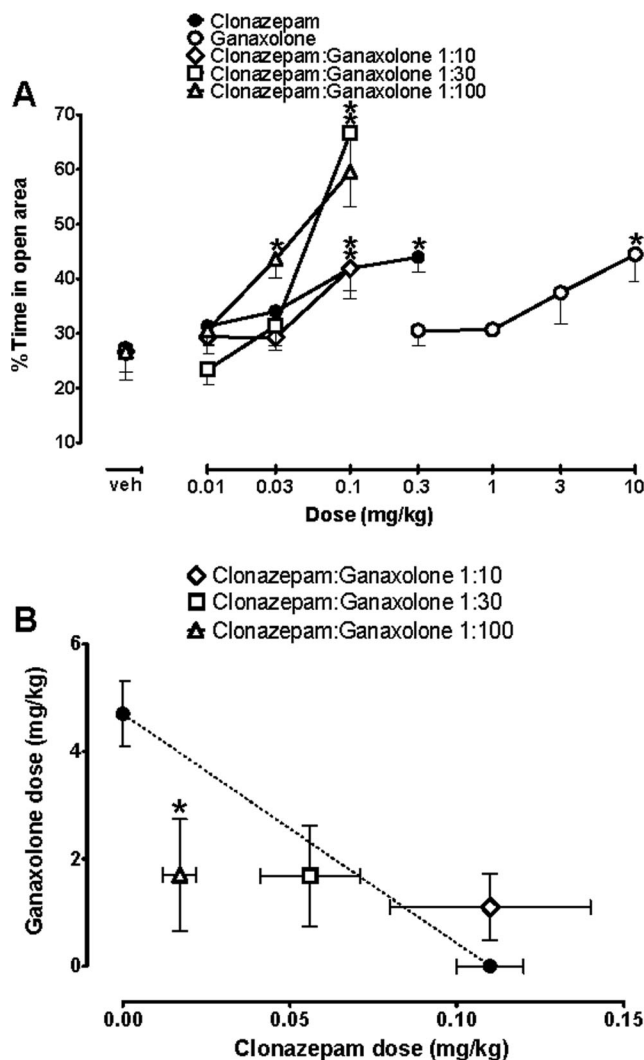 Clonazepam
Ganaxolone
Clonazepam:Ganaxolone 1:10
Clonazepam:Ganaxolone 1:30
Clonazepam:Ganaxolone 1:100
A
% Time in open area
70
60
50
40
30
20
10
* * * * * * * *
veh 0.01 0.03 0.1 0.3 1 3 10
Dose (mg/kg)
Clonazepam:Ganaxolone 1:10
Clonazepam:Ganaxolone 1:30
Clonazepam:Ganaxolone 1:100
B
Ganaxolone dose (mg/kg)
6
4
2
0
*
0.00 0.05 0.10 0.15
Clonazepam dose (mg/kg)